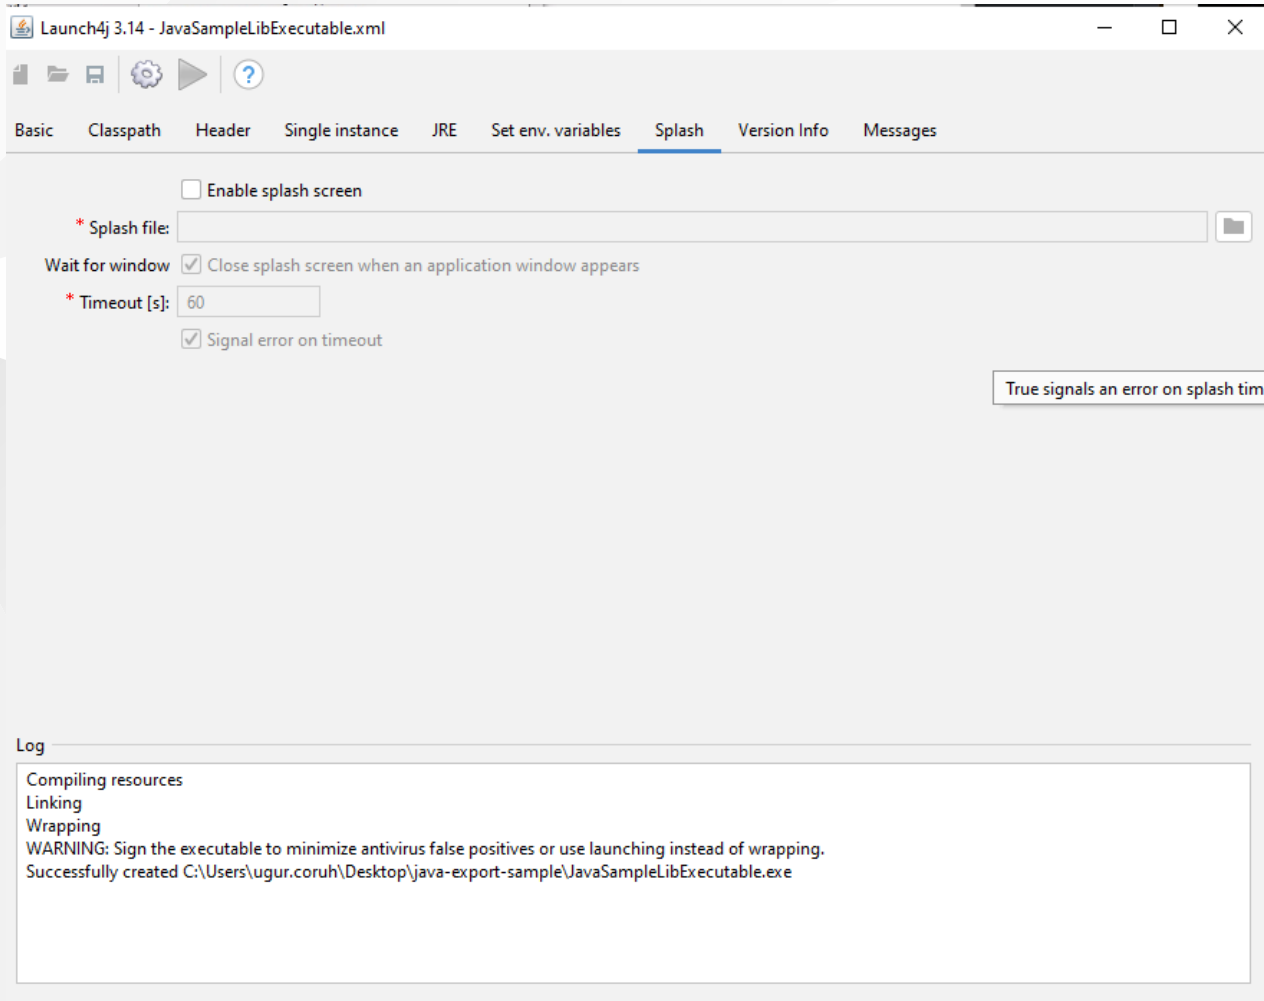 Launch4j 3.14 - JavaSampleLibExecutable.xml
?
Basic Classpath Header Single instance JRE Set env. variables Splash Version Info Messages
Enable splash screen
* Splash file:
Wait for window Close splash screen when an application window appears
* Timeout [s]: 60
Signal error on timeout
True signals an error on splash tim
Log
Compiling resources
Linking
Wrapping
WARNING: Sign the executable to minimize antivirus false positives or use launching instead of wrapping.
Successfully created C:\Users\ugur.coruh\Desktop\java-export-sample\JavaSampleLibExecutable.exe